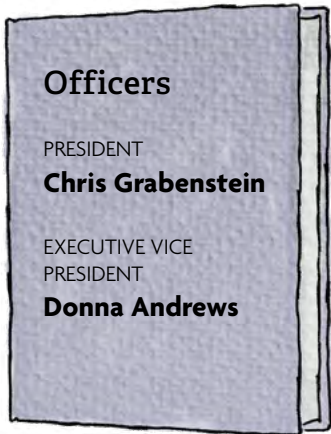 Officers
PRESIDENT
Chris Grabenstein
EXECUTIVE VICE
PRESIDENT
Donna Andrews